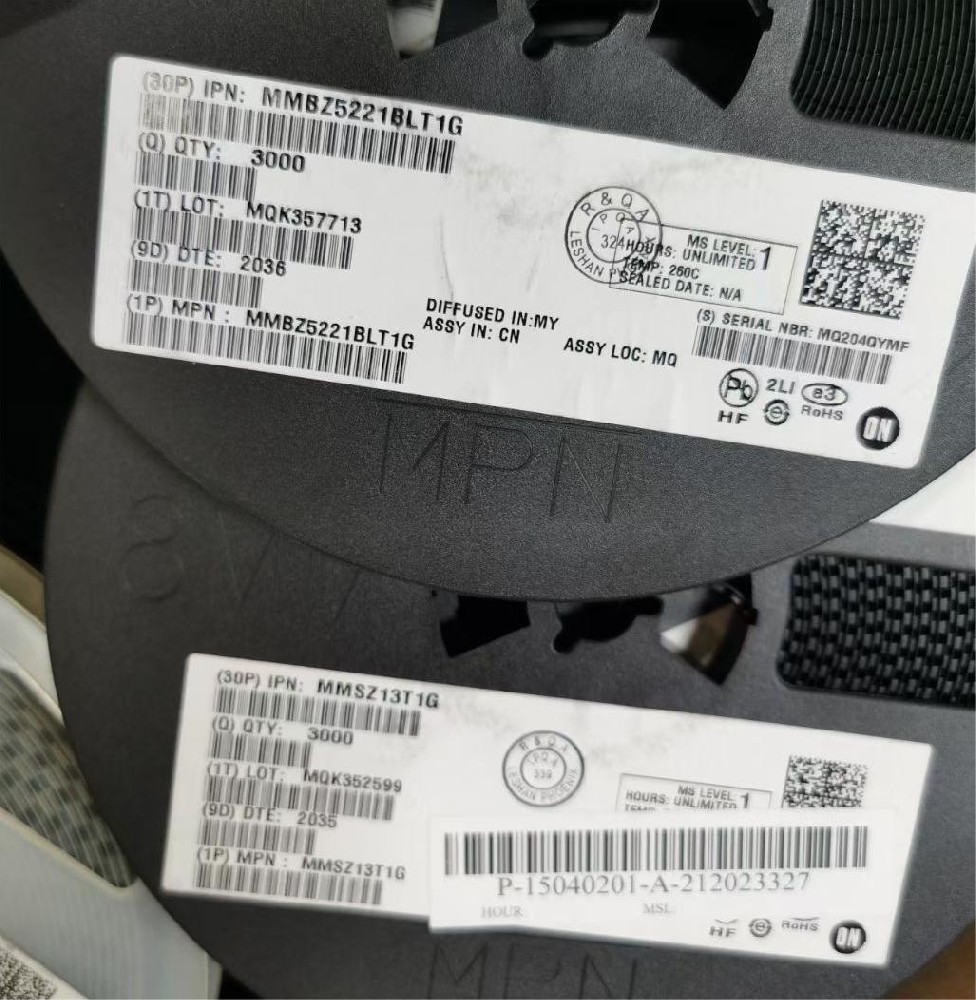 (30P) IPN: MMBZ5221BLT1G
(Q) QTY: 3000
(1T) LOT: MQK357713
(9D) DTE: 2036
(1P) MPN : MMBZ5221BLT1G
DIFFUSED IN:MY
ASSY IN: CN
ASSY LOC: MQ
R & Q A
324
LESHAN
MS LEVEL: 1
HOURS: UNLIMITED
TEMP: 260C
SEALED DATE: N/A
(S) SERIAL NBR: MQ204QYMF
Pb 2LI e3
HF e RoHS ON
MPN
(30P) IPN: MMSZ13T1G
(Q) QTY: 3000
(1T) LOT: MQK352599
(9D) DTE: 2035
(1P) MPN : MMSZ13T1G
R & Q A
339
LESHAN PHOENIX
MS LEVEL: 1
HOURS: UNLIMITED
P-15040201-A-212023327
HOUR: MSL:
HF e RoHS ON
MPN